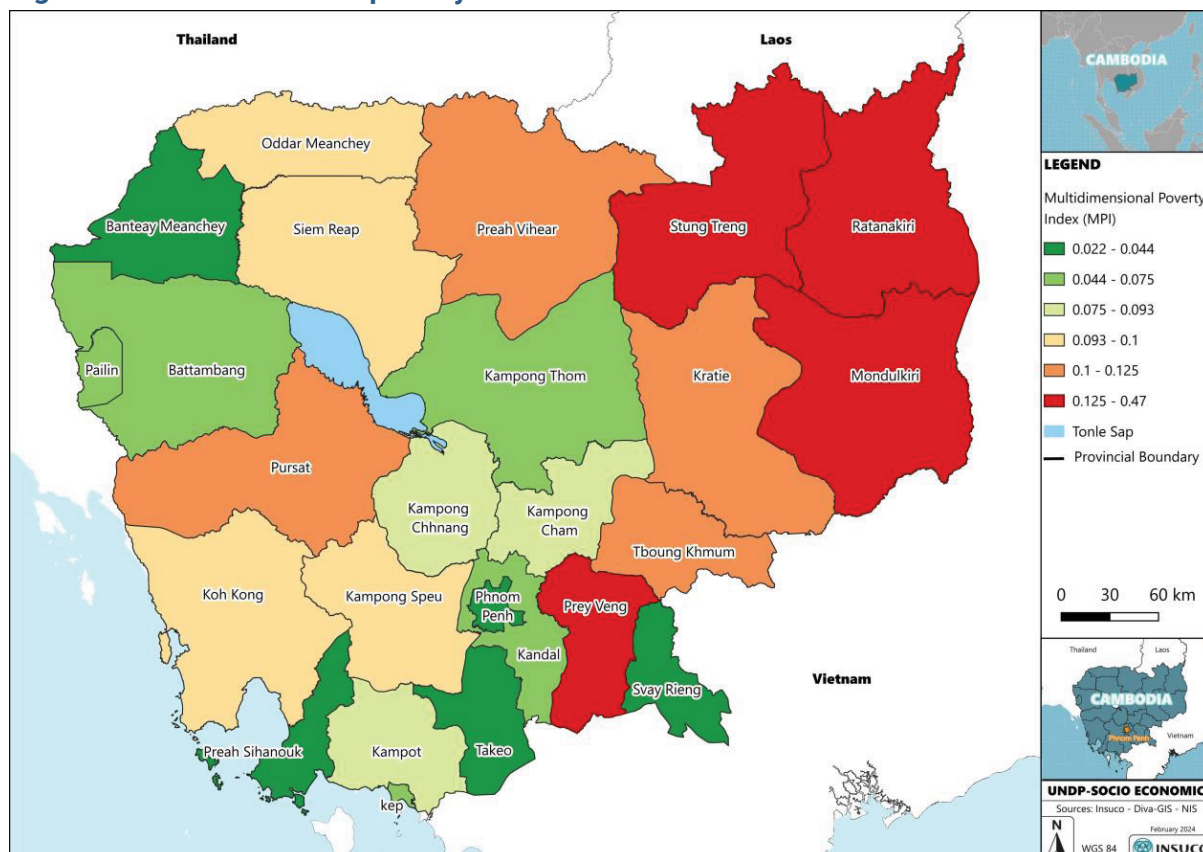 Thailand
Laos
Oddar Meanchey
Banteay Meanchey
Siem Reap
Preah Vihear
Stung Treng
Ratanakiri
Pailin
Battambang
Kampong Thom
Kratie
Mondulkiri
Pursat
Kampong
Chhnang
Kampong
Cham
Tboung Khmum
Koh Kong
Kampong Speu
Phnom
Penh
Prey Veng
Kandal
Svay Rieng
Vietnam
Preah Sihanouk
Kampot
Takeo
kep
CAMBODIA
LEGEND
Multidimensional Poverty
Index (MPI)
0.022 - 0.044
0.044 - 0.075
0.075 - 0.093
0.093 - 0.1
0.1 - 0.125
0.125 - 0.47
Tonle Sap
Provincial Boundary
0 30 60 km
Thailand
Laos
CAMBODIA
Phnom Penh
Vietnam
UNDP-SOCIO ECONOMIC
Sources: Insuco - Diva-GIS - NIS
February 2024
N
WGS 84
INSUCO